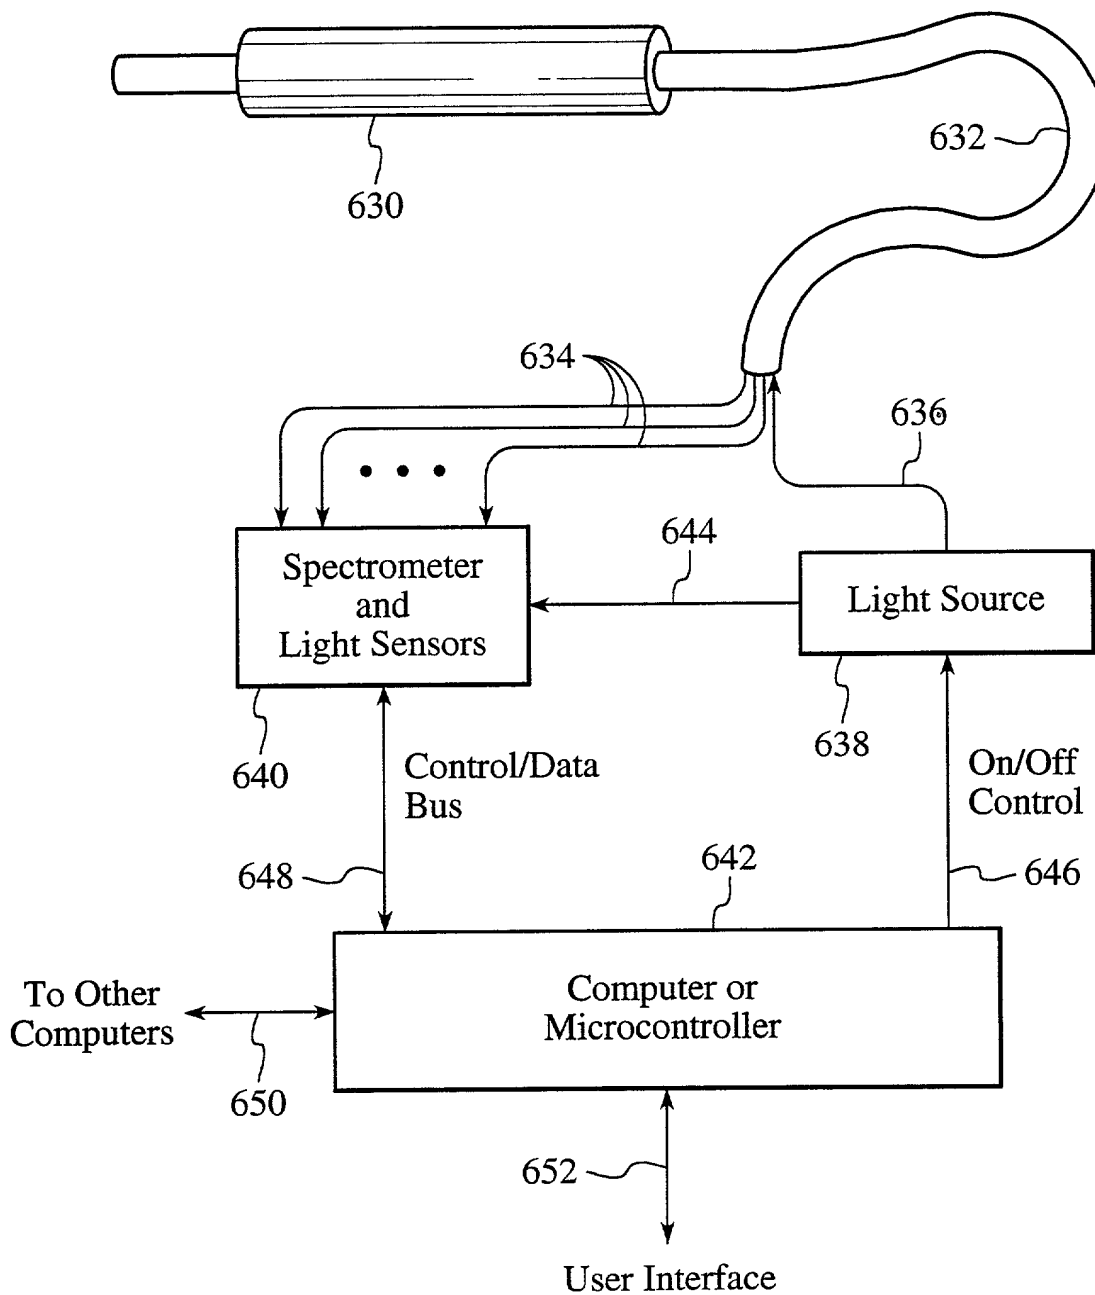 632
630
634
636
644
Spectrometer
and
Light Sensors
Light Source
638
640
Control/Data
Bus
On/Off
Control
648
642
646
To Other
Computers
Computer or
Microcontroller
650
652
User Interface